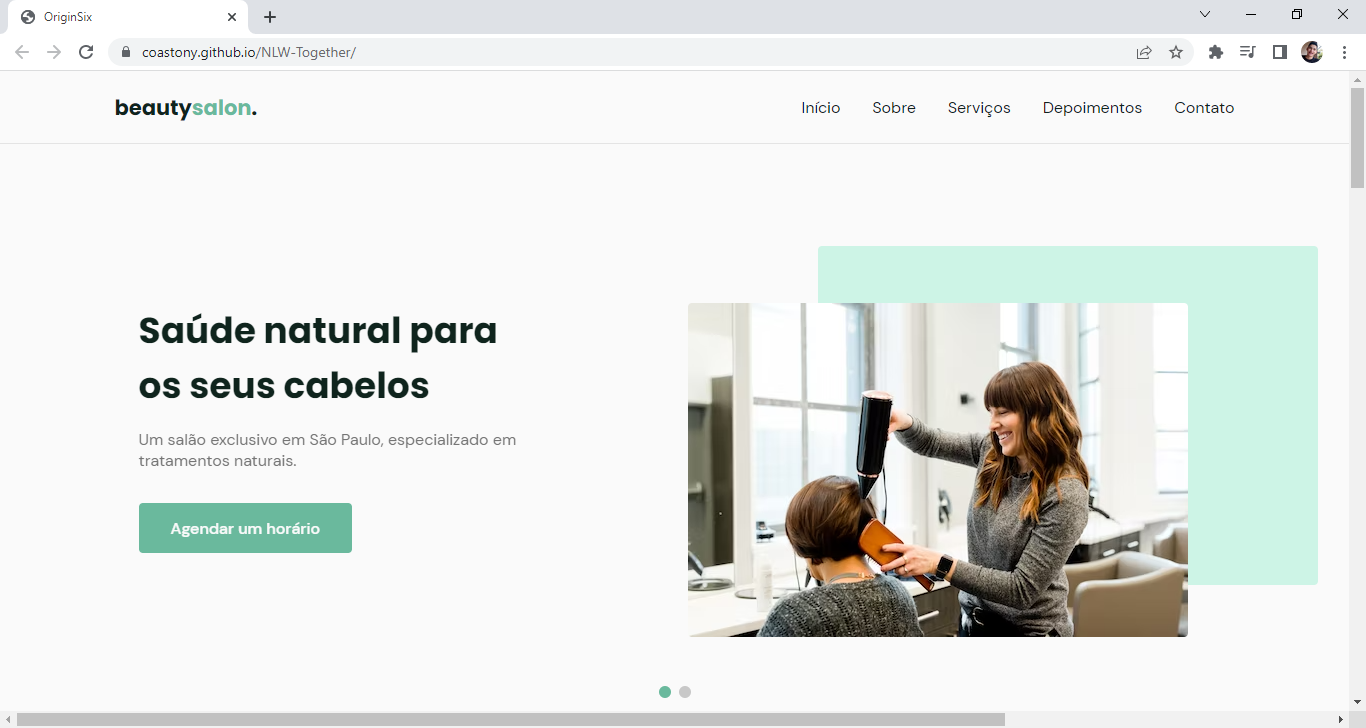 OriginSix
coastony.github.io/NLW-Together/
beautysalon.
Início Sobre Serviços Depoimentos Contato
Saúde natural para
os seus cabelos
Um salão exclusivo em São Paulo, especializado em
tratamentos naturais.
Agendar um horário